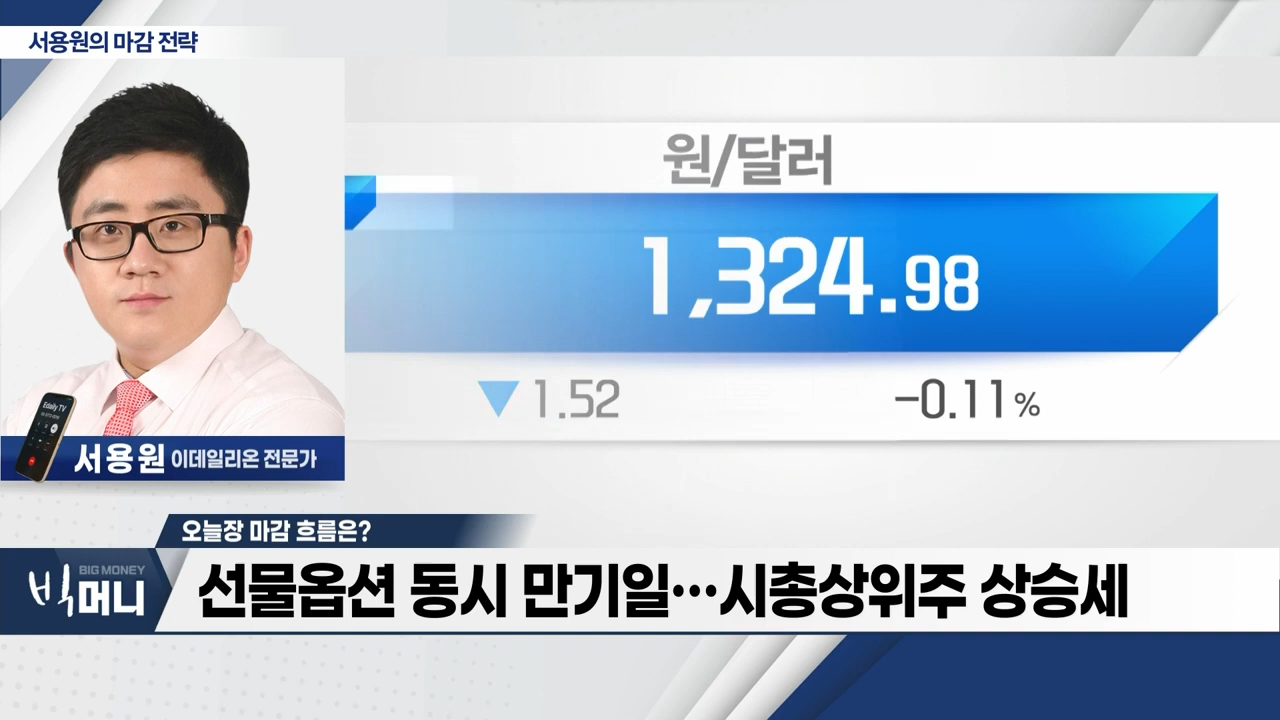 서용원의 마감 전략
원/달러
1,324.98
▼1.52
-0.11%
Edaily TV
서용원 이데일리온 전문가
오늘장 마감 흐름은?
BIG MONEY
빅머니
선물옵션 동시 만기일…시총상위주 상승세